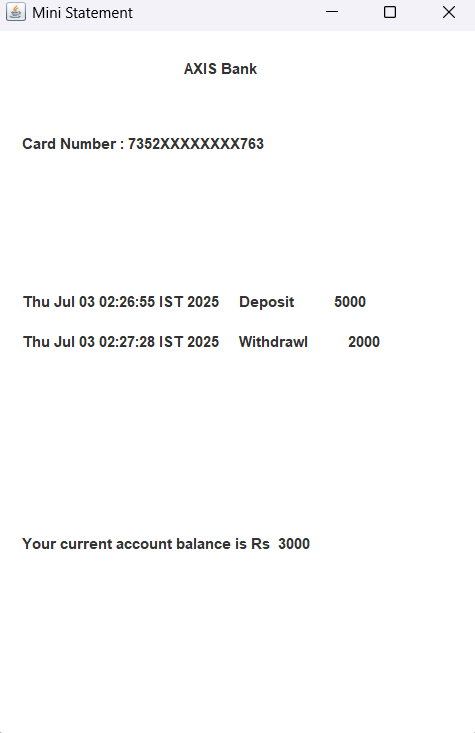 Mini Statement
AXIS Bank
Card Number : 7352XXXXXXXX763
Thu Jul 03 02:26:55 IST 2025 Deposit 5000
Thu Jul 03 02:27:28 IST 2025 Withdrawl 2000
Your current account balance is Rs 3000